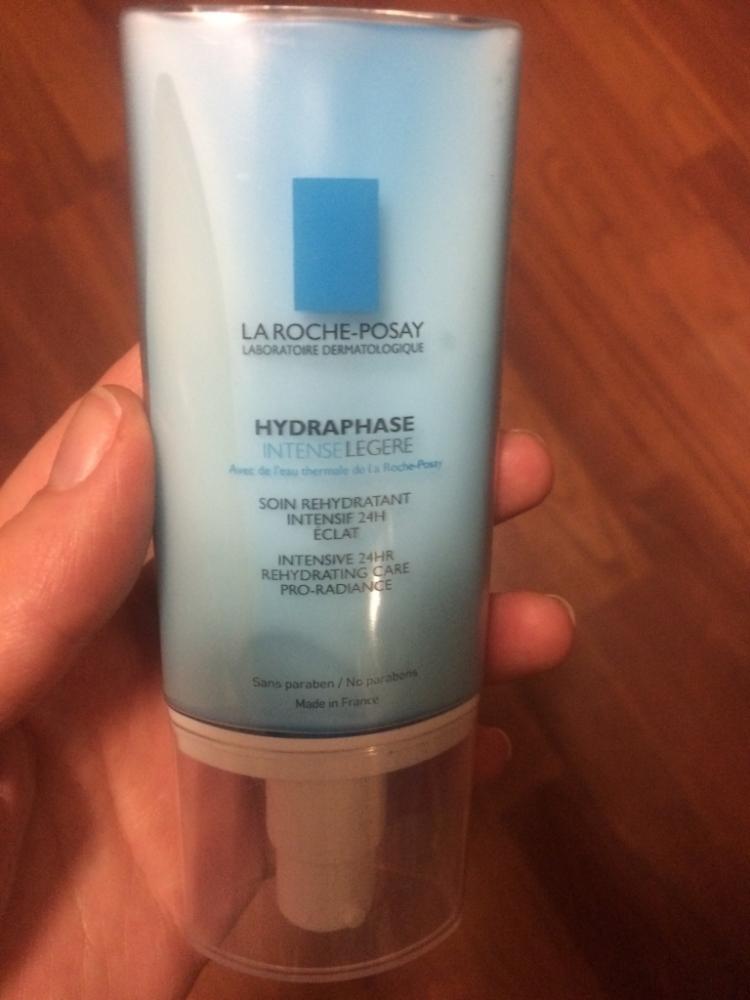 LA ROCHE-POSAY
LABORATOIRE DERMATOLOGIQUE
HYDRAPHASE
INTENSE LEGERE
Avec de l'eau thermale de La Roche-Posay
SOIN REHYDRATANT
INTENSIF 24H
ÉCLAT
INTENSIVE 24HR
REHYDRATING CARE
PRO-RADIANCE
Sans paraben / No parabens
Made in France